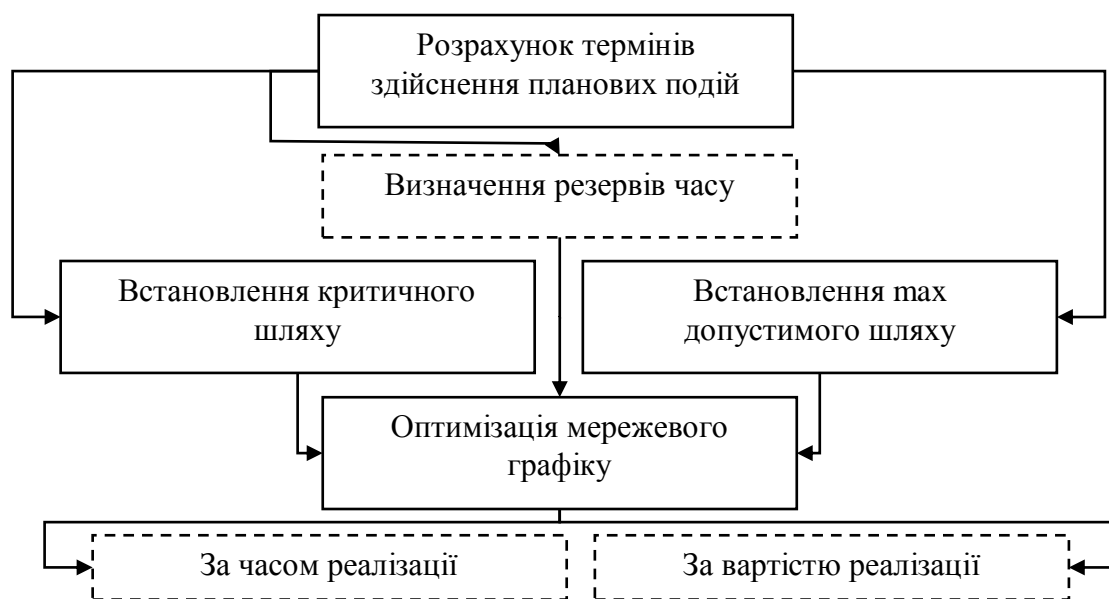 Розрахунок термінів
здійснення планових подій
Визначення резервів часу
Встановлення критичного
шляху
Встановлення max
допустимого шляху
Оптимізація мережевого
графіку
За часом реалізації
За вартістю реалізації